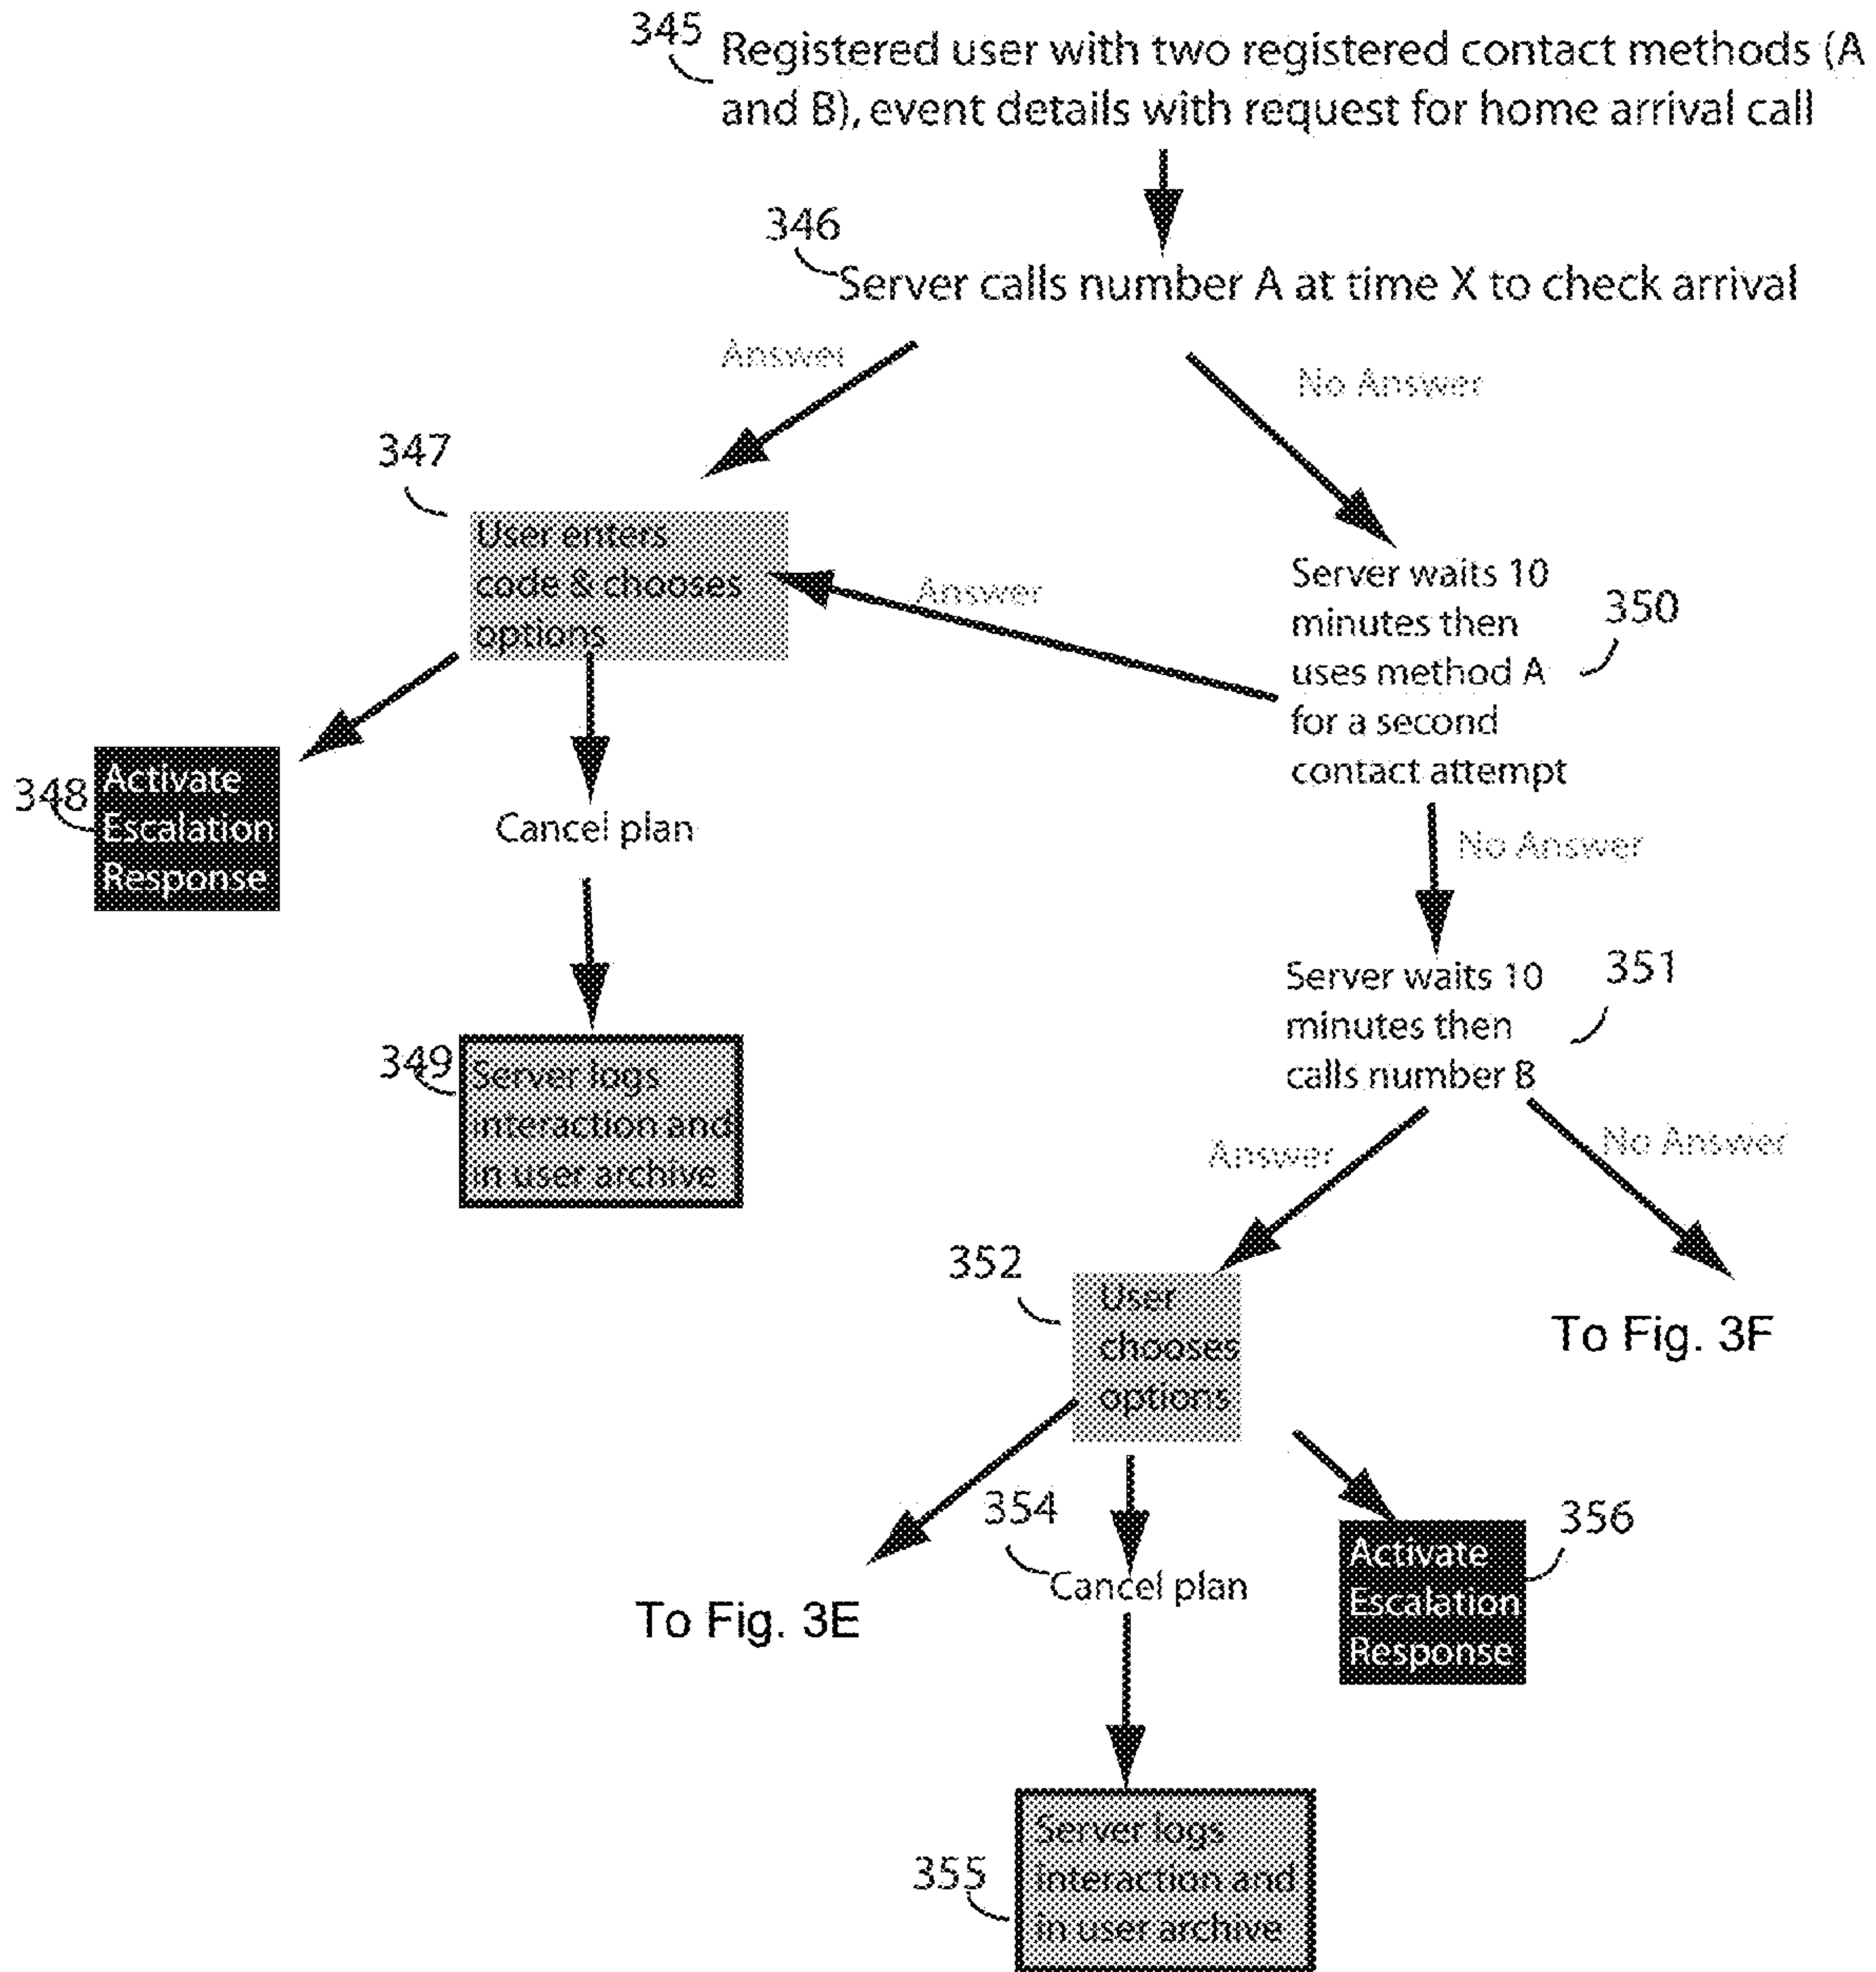 345
Registered user with two registered contact methods (A
and B), event details with request for home arrival call
346
Server calls number A at time X to check arrival
Answer
No Answer
347
User enters
code & chooses
options
Answer
Server waits 10
minutes then
uses method A
for a second
contact attempt
350
348
Activate
Escalation
Response
Cancel plan
No Answer
349
Server logs
interaction and
in user archive
Server waits 10
minutes then
calls number B
351
Answer
No Answer
352
User
chooses
options
To Fig. 3F
To Fig. 3E
354
Cancel plan
356
Activate
Escalation
Response
355
Server logs
interaction and
in user archive